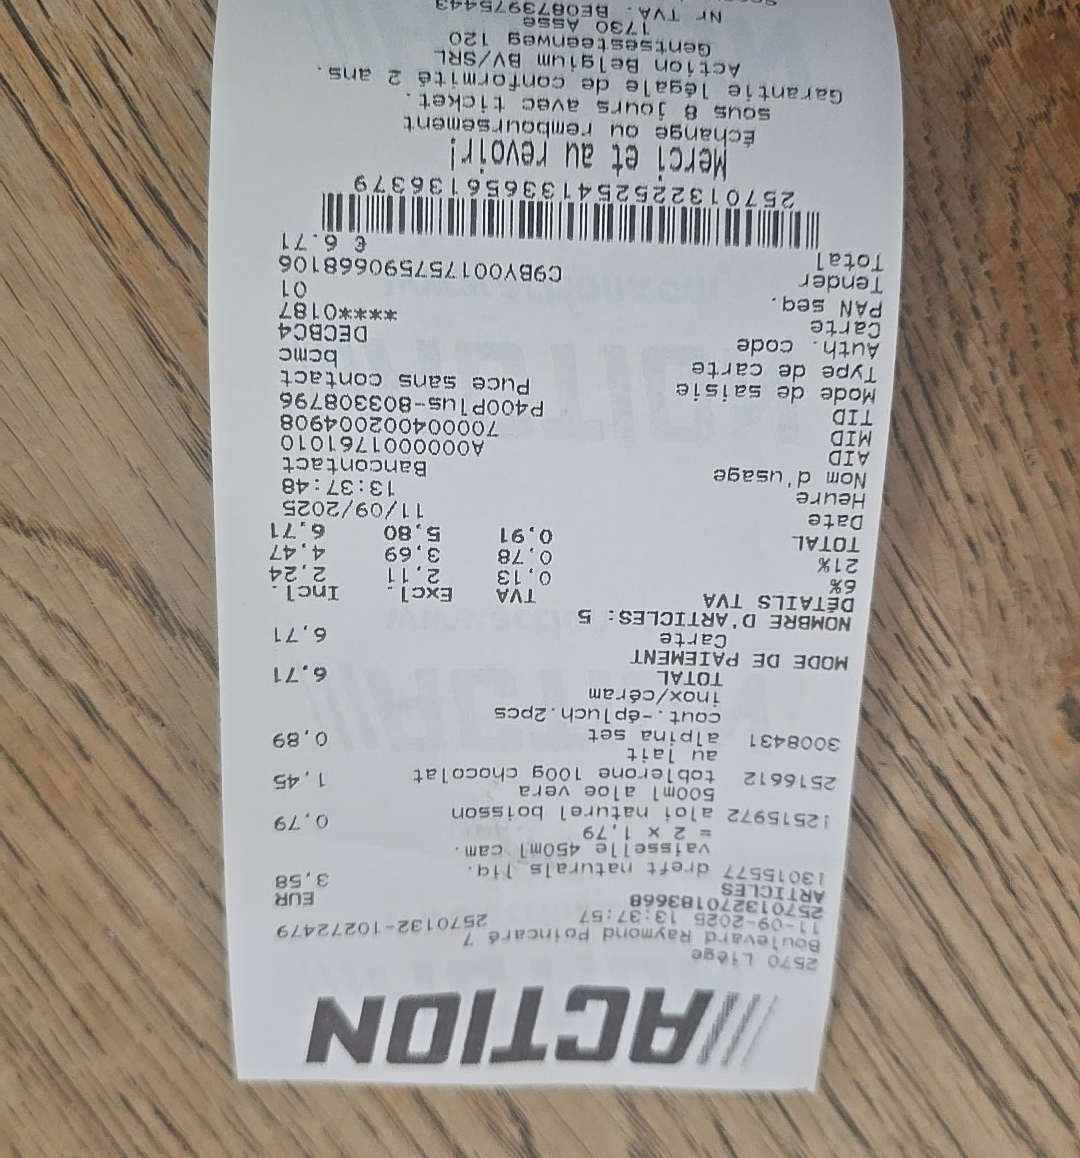 ACTION
2570 Liège
Boulevard Raymond Poincaré 7
11-09-2025 13:37:57 2570132-10272479
257013270183668
ARTICLES EUR
13015577 dreft naturals liq. 3,58
vaisselle 450ml cam.
= 2 x 1,79
12515972 aloi naturel boisson 0,79
500ml aloe vera
2516612 toblerone 100g chocolat 1,45
au lait
3008431 alpina set 0,89
cout.-épluch.2pcs
inox/céram
TOTAL 6,71
MODE DE PAIEMENT
Carte 6,71
NOMBRE D'ARTICLES: 5
DÉTAILS TVA TVA Excl. Incl.
6% 0,13 2,11 2,24
21% 0,78 3,69 4,47
TOTAL 0,91 5,80 6,71
Date 11/09/2025
Heure 13:37:48
Nom d'usage Bancontact
AID A0000001761010
MID 700004002004908
TID P400Plus-803308796
Mode de saisie Puce sans contact
Type de carte bcmc
Auth. code DECBC4
Carte ****0187
PAN seq. 01
Tender C9BY001757590668106
Total € 6.71
257013225254133656136379
Merci et au revoir!
Échange ou remboursement
sous 8 jours avec ticket.
Garantie légale de conformité 2 ans.
Action Belgium BV/SRL
Gentsesteenweg 120
1730 Asse
Nr TVA. BE0873975443